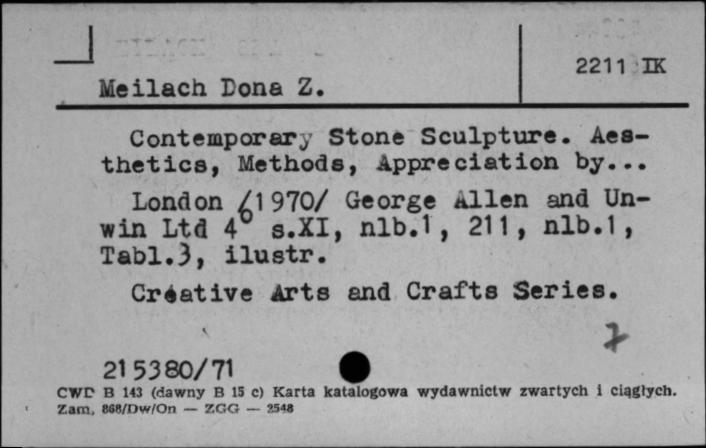 2211 IK
Meilach Dona Z.
Contemporary Stone Sculpture. Aes-
thetics, Methods, Appreciation by...
London /1970/ George Allen and Un-
win Ltd 4° s.XI, nlb.1, 211, nlb.1,
Tabl.3, ilustr.
Creative Arts and Crafts Series.
7
215380/71
CWD B 143 (dawny B 15 c) Karta katalogowa wydawnictw zwartych i ciągłych.
Zam. 868/Dw/On — ZGG — 2548